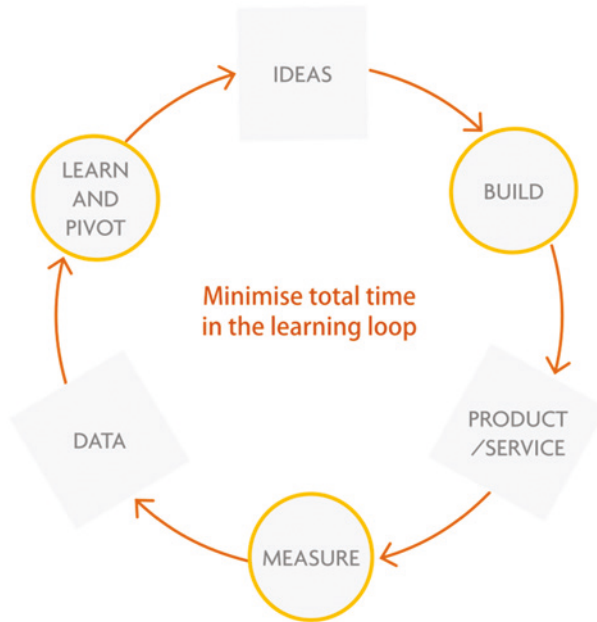 IDEAS
BUILD
PRODUCT
/SERVICE
MEASURE
DATA
LEARN
AND
PIVOT
Minimise total time
in the learning loop